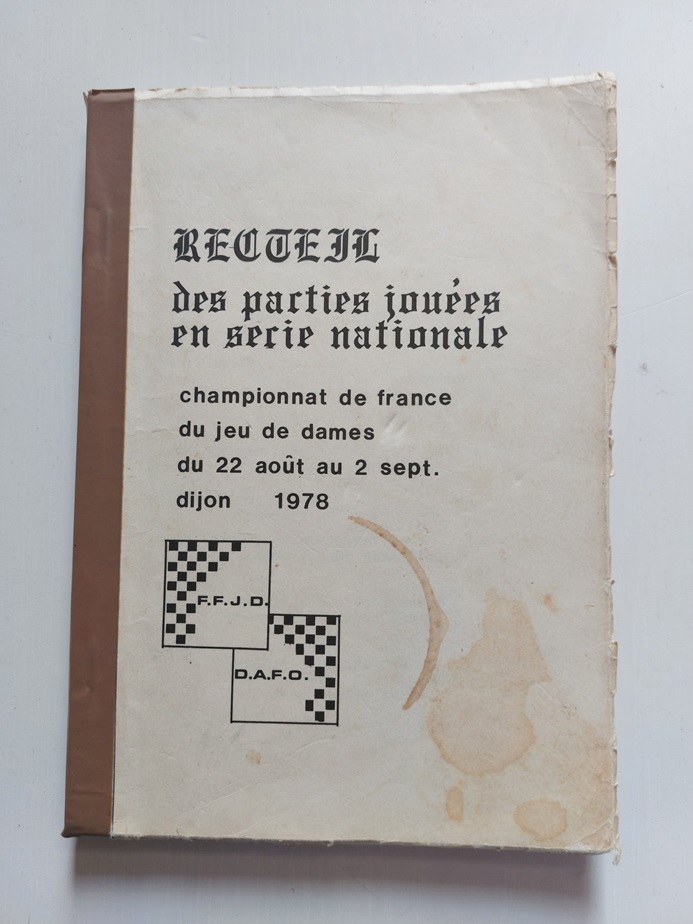 RECUEIL
des parties jouées
en serie nationale
championnat de france
du jeu de dames
du 22 août au 2 sept.
dijon 1978
F.F.J.D.
D.A.F.O.